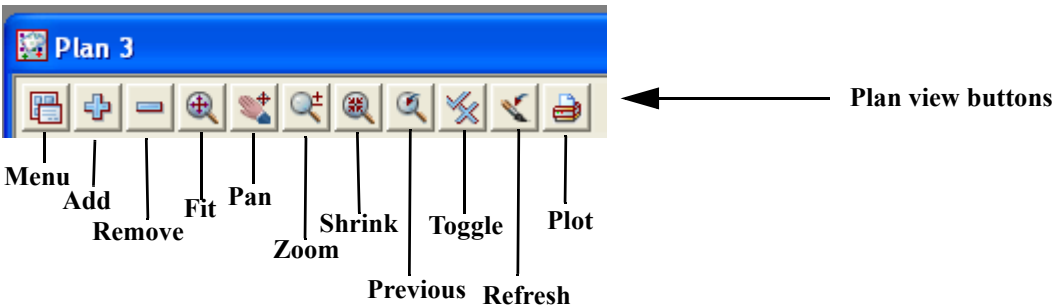 Plan 3
Plan view buttons
Menu
Add
Remove
Fit
Pan
Zoom
Shrink
Previous
Toggle
Refresh
Plot